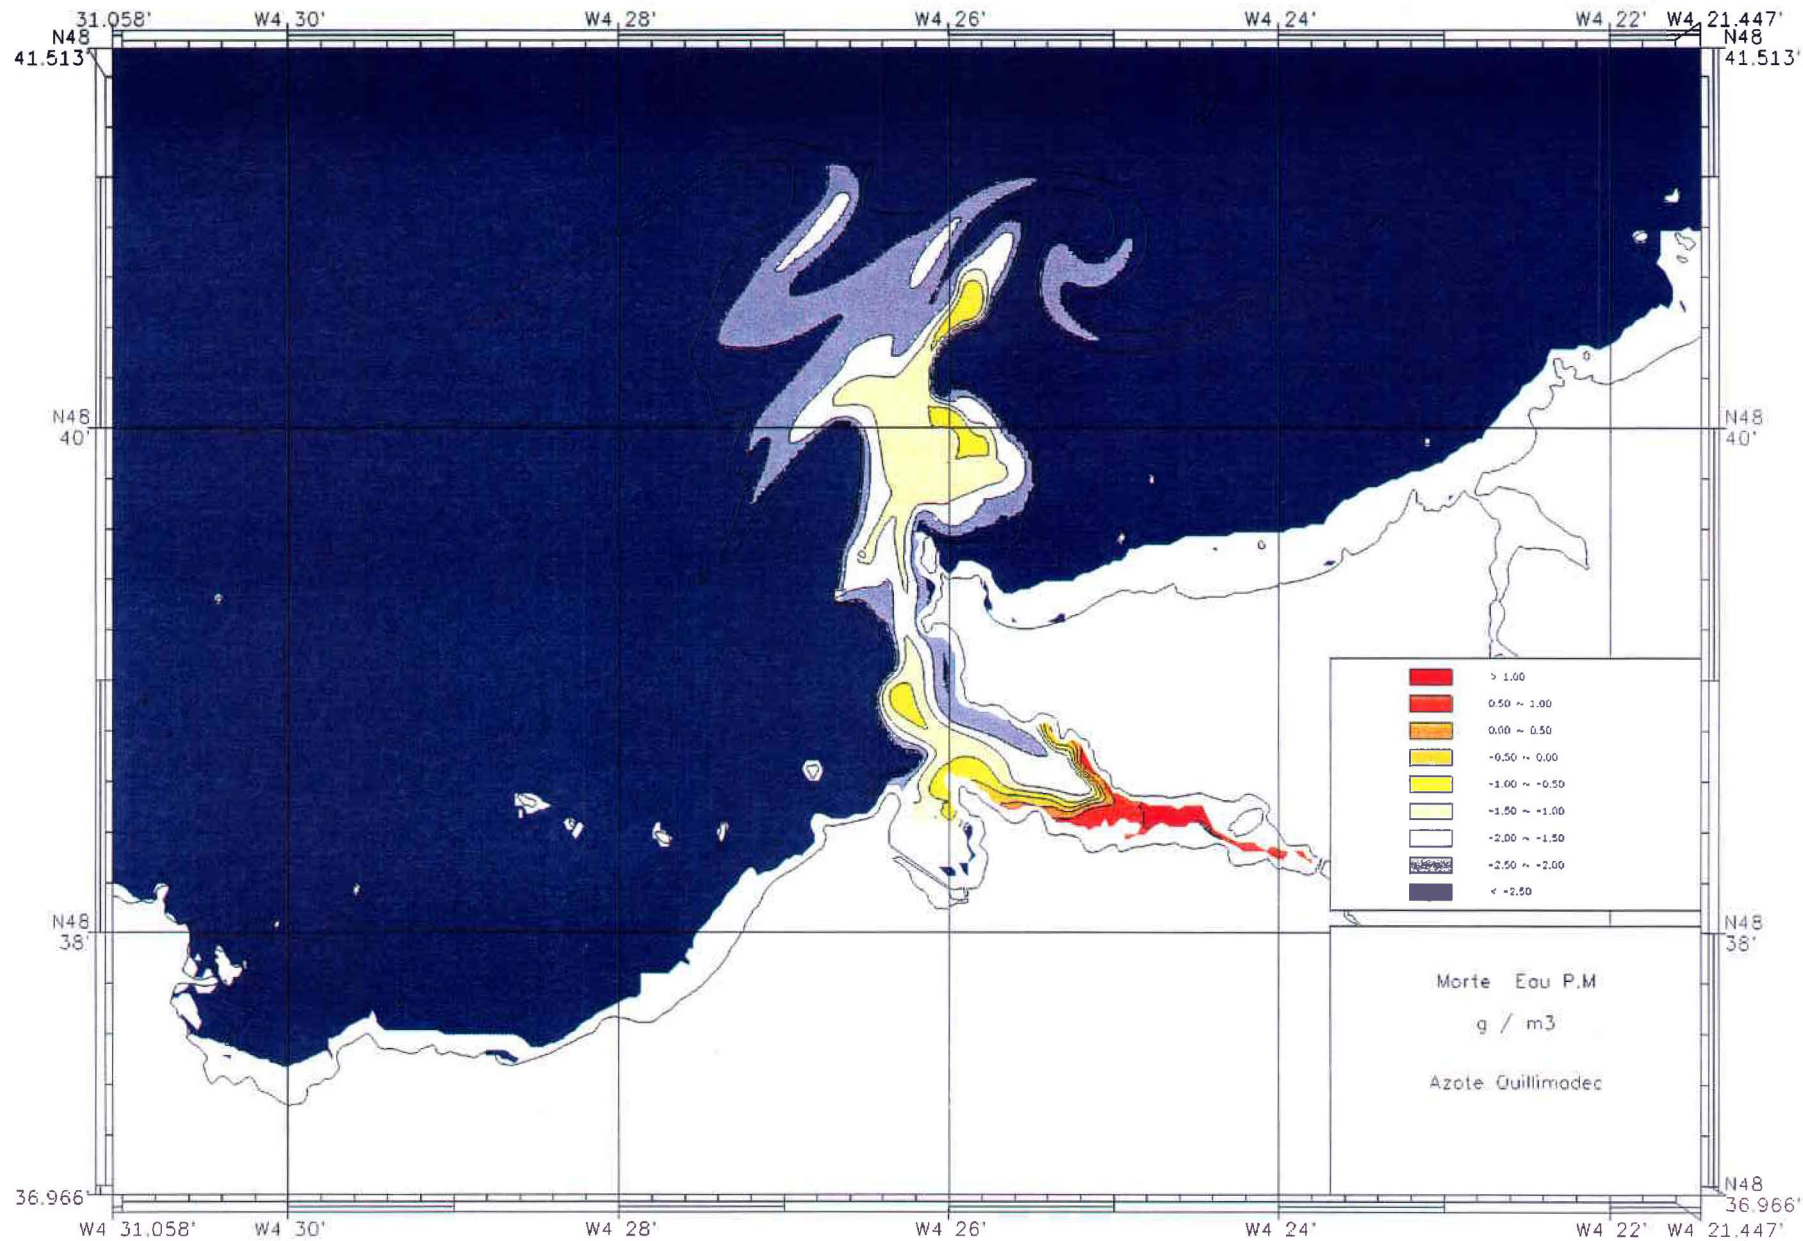 31.058' W4 30' W4 28' W4 26' W4 24' W4 22' W4 21.447'
N48 N48
41.513' 41.513'
N48 N48
40' 40'
> 1.00
0.50 ~ 1.00
0.00 ~ 0.50
-0.50 ~ 0.00
-1.00 ~ -0.50
-1.50 ~ -1.00
-2.00 ~ -1.50
-2.50 ~ -2.00
< -2.50
N48 N48
38' 38'
Morte Eau P.M
g / m3
Azote Quillimadec
36.966' N48
36.966'
W4 31.058' W4 30' W4 28' W4 26' W4 24' W4 22' W4 21.447'